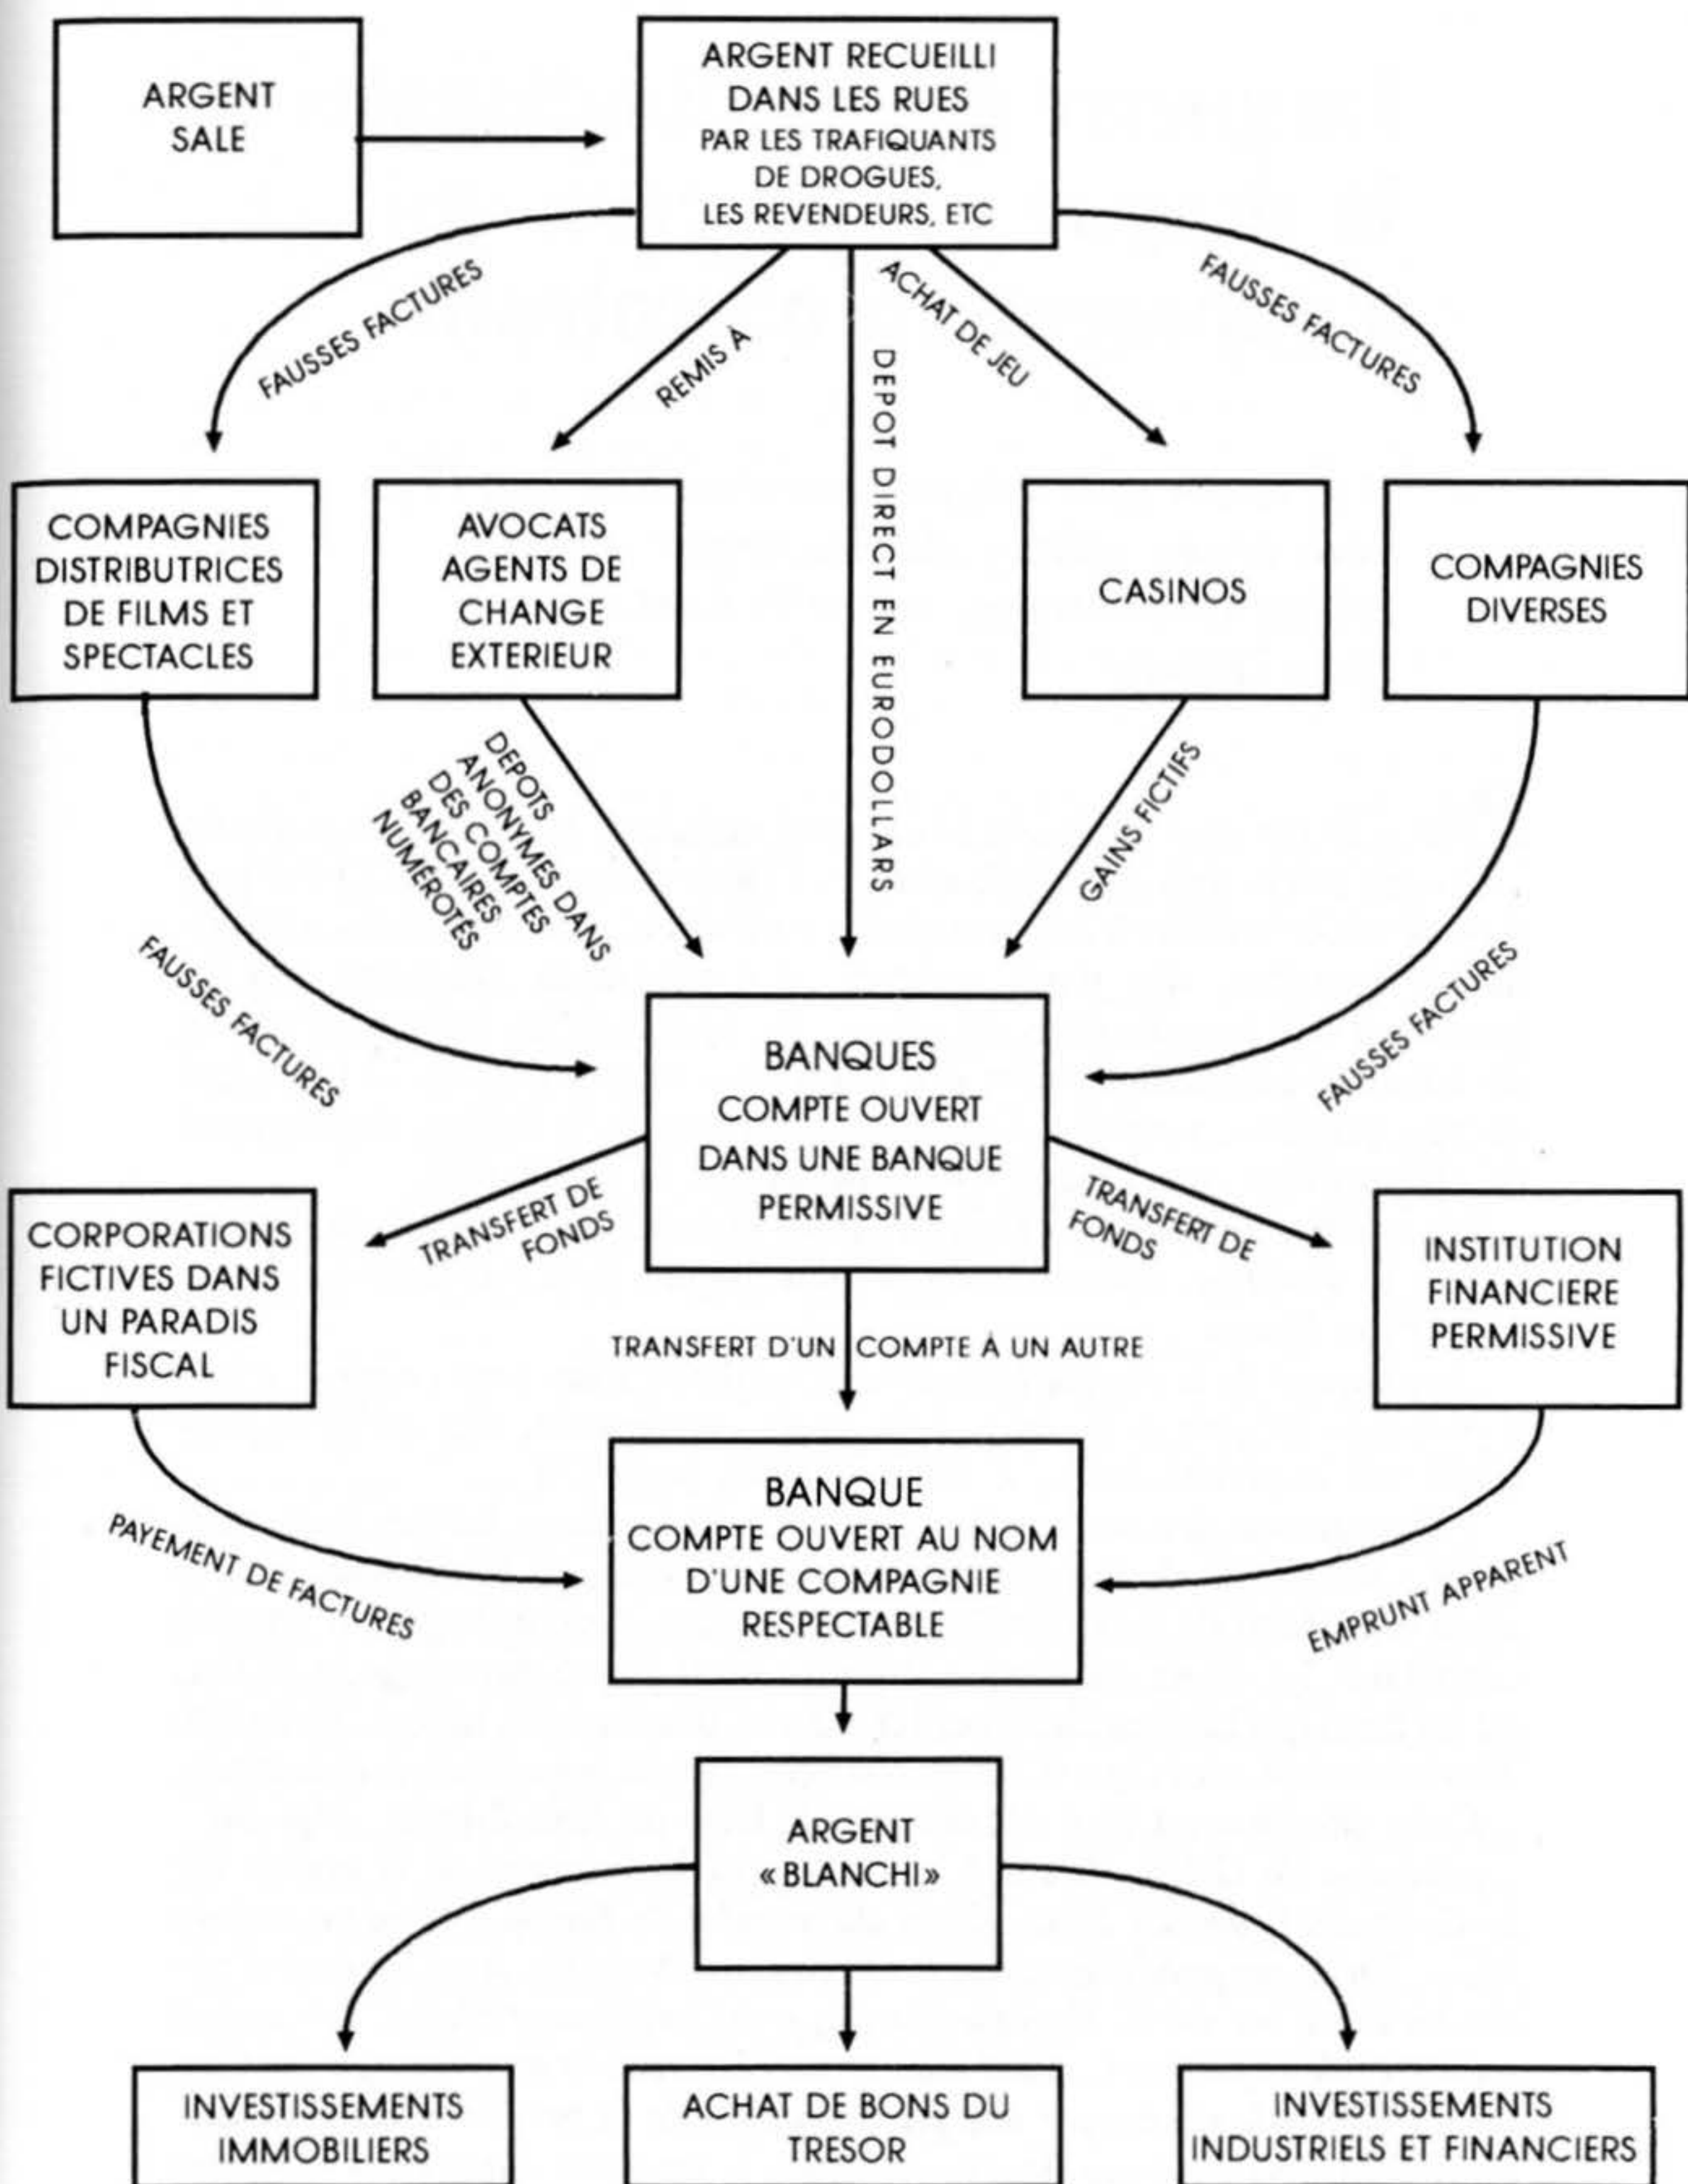 ARGENT
SALE
ARGENT RECUEILLI
DANS LES RUES
PAR LES TRAFIQUANTS
DE DROGUES,
LES REVENDEURS, ETC
FAUSSES FACTURES
REMIS À
DEPOT DIRECT EN EURODOLLARS
ACHAT DE JEU
FAUSSES FACTURES
COMPAGNIES
DISTRIBUTRICES
DE FILMS ET
SPECTACLES
AVOCATS
AGENTS DE
CHANGE
EXTERIEUR
CASINOS
COMPAGNIES
DIVERSES
FAUSSES FACTURES
DEPOTS
ANONYMES DANS
DES COMPTES
BANCAIRES
NUMÉROTÉS
GAINS FICTIFS
FAUSSES FACTURES
BANQUES
COMPTE OUVERT
DANS UNE BANQUE
PERMISSIVE
TRANSFERT DE
FONDS
TRANSFERT DE
FONDS
CORPORATIONS
FICTIVES DANS
UN PARADIS
FISCAL
TRANSFERT D'UN COMPTE À UN AUTRE
INSTITUTION
FINANCIERE
PERMISSIVE
PAYEMENT DE FACTURES
BANQUE
COMPTE OUVERT AU NOM
D'UNE COMPAGNIE
RESPECTABLE
EMPRUNT APPARENT
ARGENT
«BLANCHI»
INVESTISSEMENTS
IMMOBILIERS
ACHAT DE BONS DU
TRESOR
INVESTISSEMENTS
INDUSTRIELS ET FINANCIERS